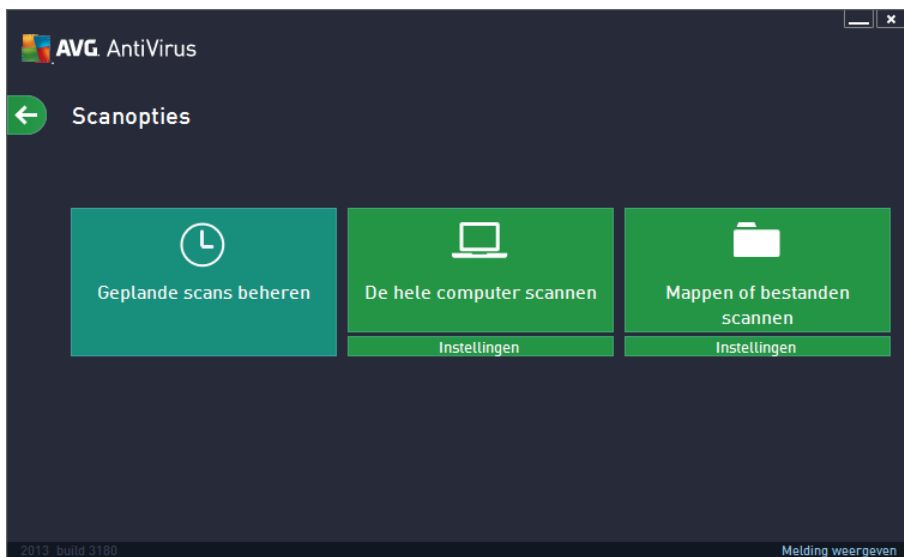 AVG. AntiVirus
Scanopties
Geplande scans beheren
De hele computer scannen
Instellingen
Mappen of bestanden
scannen
Instellingen
2013 build 3180
Melding weergeven